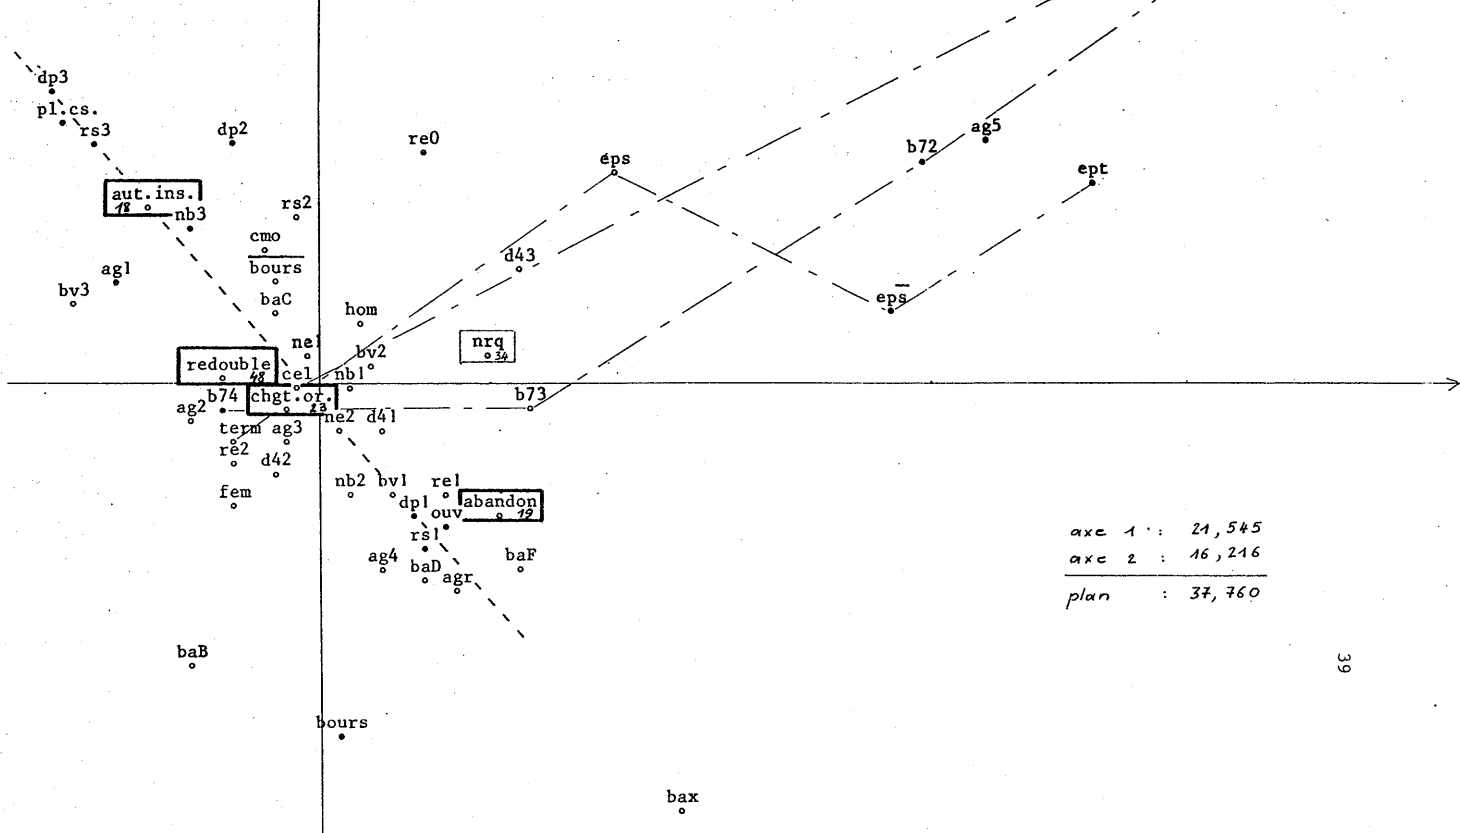 dp3
pl.cs.
rs3
dp2
re0
ag5
b72
eps
ept
aut.ins.
18
nb3
rs2
cmo
bours
d43
ag1
bv3
baC
eps
hom
nrq
34
ne1
bv2
redouble
48
cel
nb1
b74
chgt.or.
23
b73
ag2
ne2
d41
term
ag3
re2
d42
fem
nb2
bv1
re1
dp1
abandon
19
ouv
rs1
ag4
baD
baF
agr
axe 1 : 21,545
axe 2 : 16,216
plan : 37,760
39
baB
bours
bax